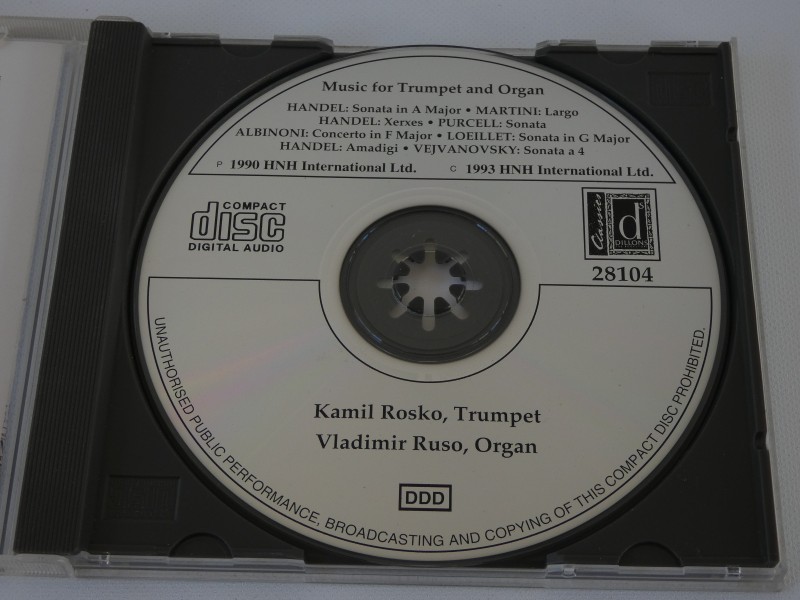 Music for Trumpet and Organ
HANDEL: Sonata in A Major • MARTINI: Largo
HANDEL: Xerxes • PURCELL: Sonata
ALBINONI: Concerto in F Major • LOEILLET: Sonata in G Major
HANDEL: Amadigi • VEJVANOVSKY: Sonata a 4
P 1990 HNH International Ltd. C 1993 HNH International Ltd.
COMPACT
disc
DIGITAL AUDIO
Classics
d s
DILLONS
28104
Kamil Rosko, Trumpet
Vladimir Ruso, Organ
DDD
UNAUTHORISED PUBLIC PERFORMANCE, BROADCASTING AND COPYING OF THIS COMPACT DISC PROHIBITED.